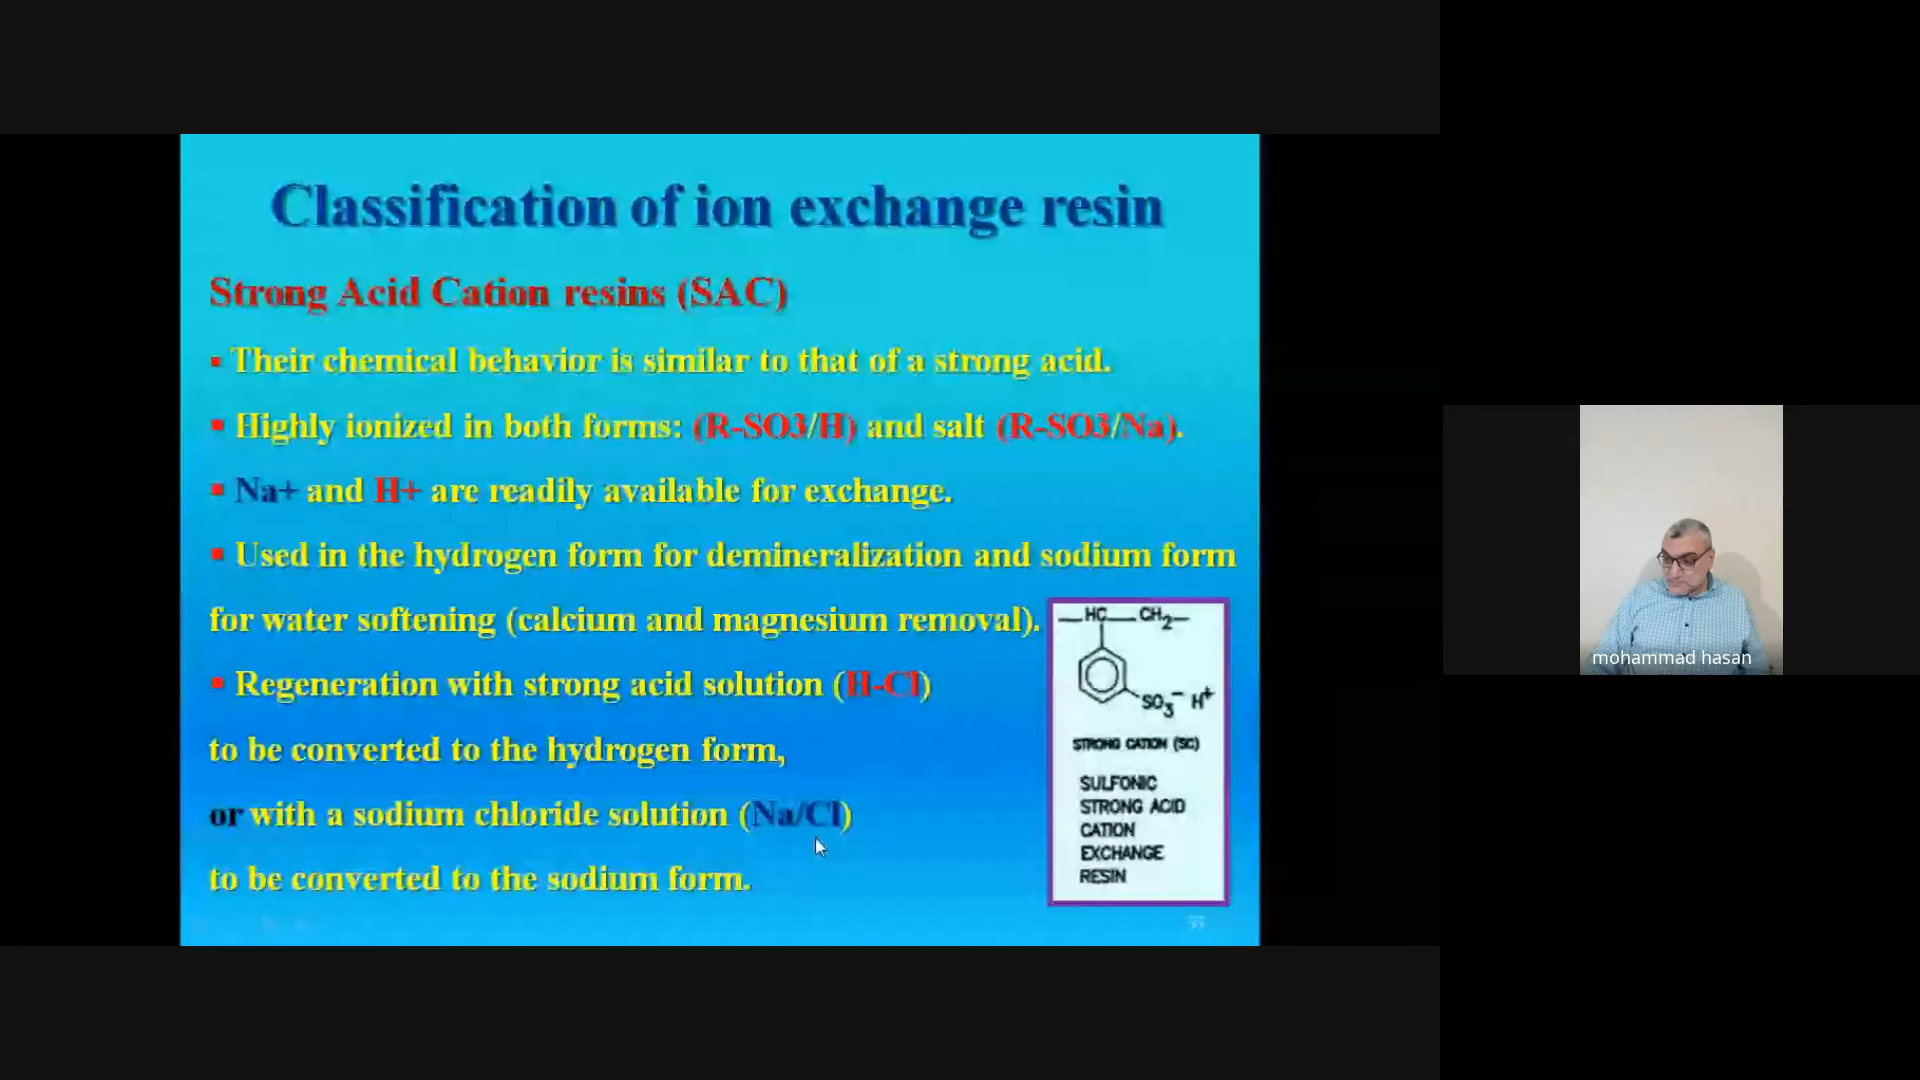 Classification of ion exchange resin
Strong Acid Cation resins (SAC)
▪ Their chemical behavior is similar to that of a strong acid.
▪ Highly ionized in both forms: (R-SO3/H) and salt (R-SO3/Na).
▪ Na+ and H+ are readily available for exchange.
▪ Used in the hydrogen form for demineralization and sodium form
for water softening (calcium and magnesium removal).
▪ Regeneration with strong acid solution (H-Cl)
to be converted to the hydrogen form,
or with a sodium chloride solution (Na/Cl)
to be converted to the sodium form.
—HC—CH2—
SO3− H+
STRONG CATION (SC)
SULFONIC
STRONG ACID
CATION
EXCHANGE
RESIN
55
mohammad hasan